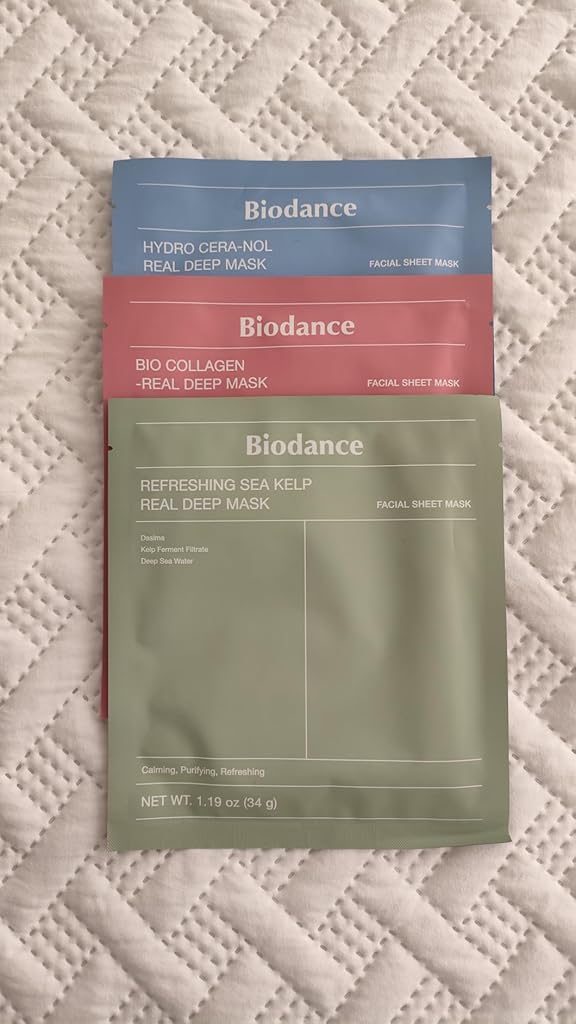 Biodance
HYDRO CERA-NOL
REAL DEEP MASK
FACIAL SHEET MASK
Biodance
BIO COLLAGEN
-REAL DEEP MASK
FACIAL SHEET MASK
Biodance
REFRESHING SEA KELP
REAL DEEP MASK
FACIAL SHEET MASK
Dasima
Kelp Ferment Filtrate
Deep Sea Water
Calming, Purifying, Refreshing
NET WT. 1.19 oz (34 g)